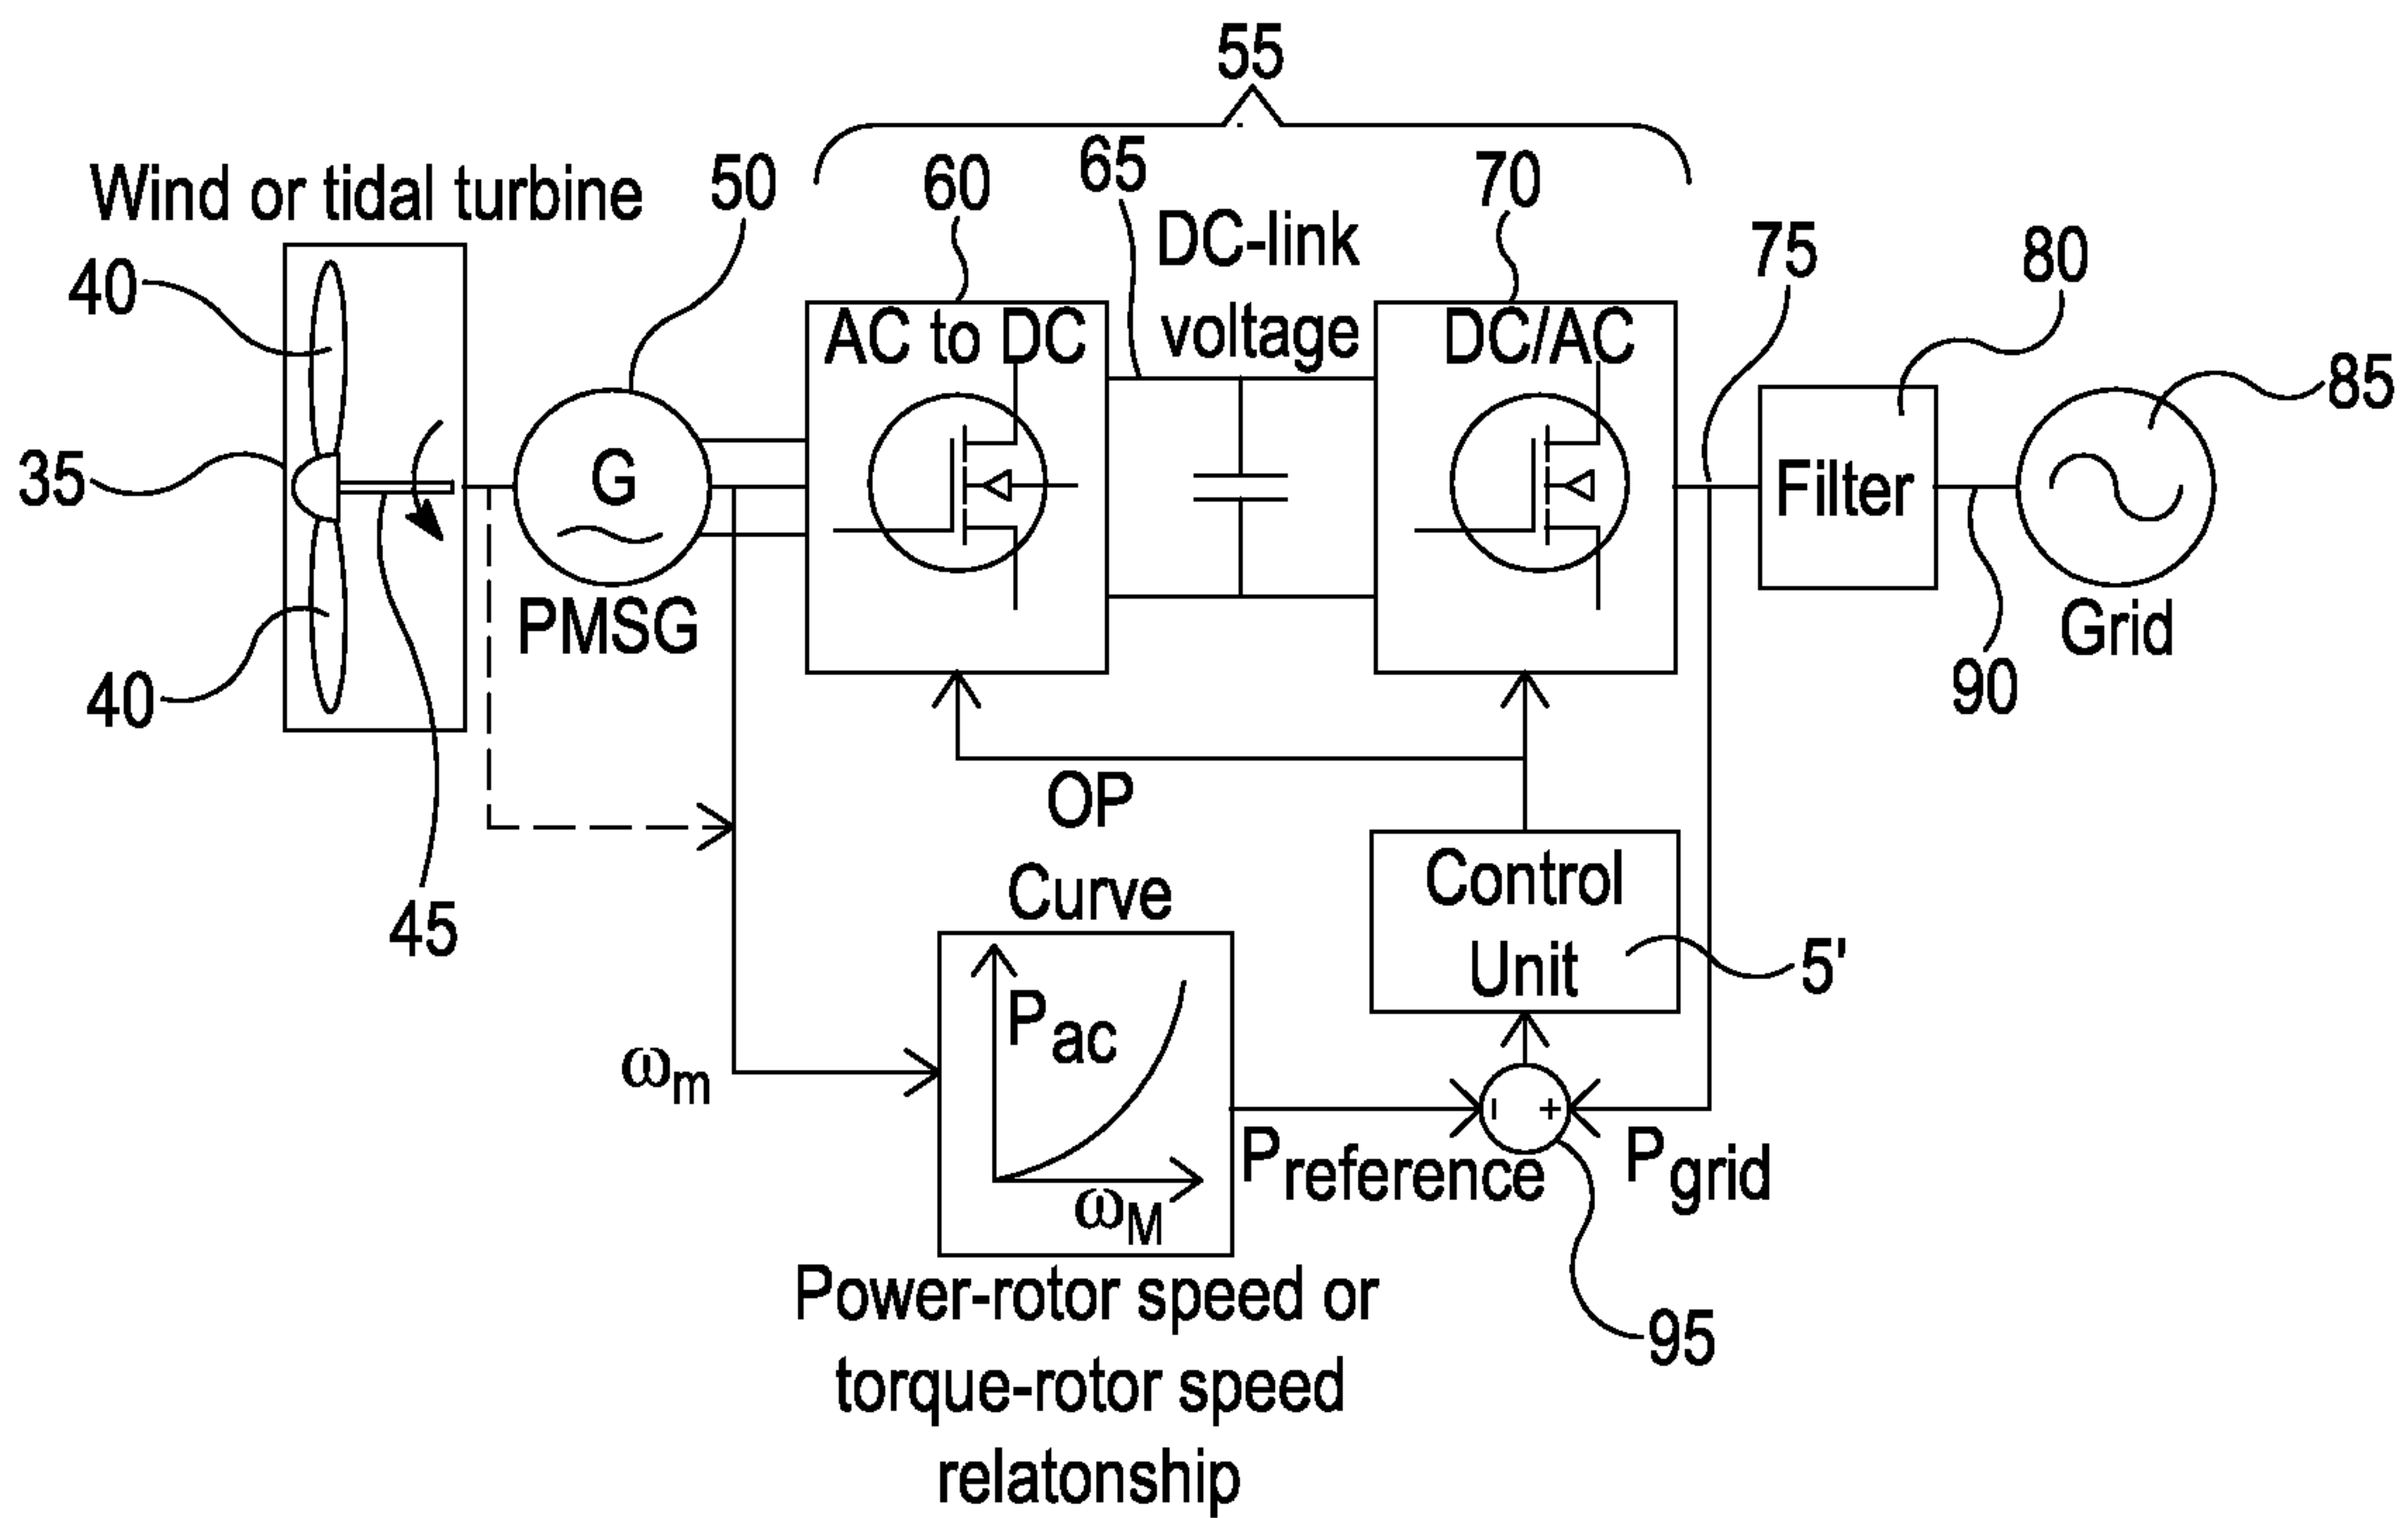 55
Wind or tidal turbine
50
60
65
70
75
80
85
40
35
40
45
G
PMSG
AC to DC
DC-link
voltage
DC/AC
Filter
Grid
90
OP
Curve
Control
Unit
5'
Pac
ωM
ωm
- +
Preference
Pgrid
95
Power-rotor speed or
torque-rotor speed
relatonship